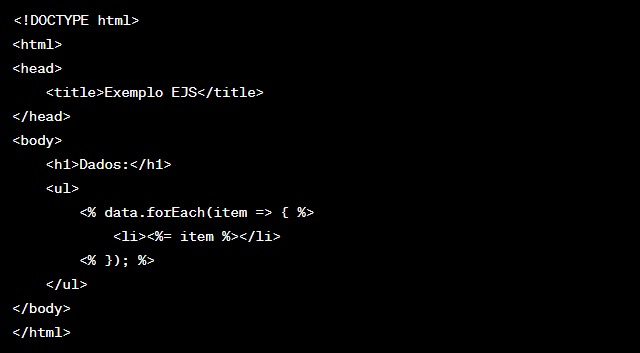 <!DOCTYPE html>
<html>
<head>
    <title>Exemplo EJS</title>
</head>
<body>
    <h1>Dados:</h1>
    <ul>
        <% data.forEach(item => { %>
            <li><%= item %></li>
        <% }); %>
    </ul>
</body>
</html>